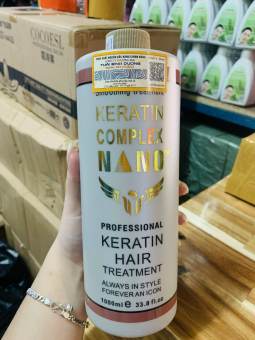 COCOESL
Smoothing Treatment
KERATIN
COMPLEX
NANO
PROFESSIONAL
KERATIN
HAIR
TREATMENT
ALWAYS IN STYLE
FOREVER AN ICON
1000ml e 33.8 fl.oz